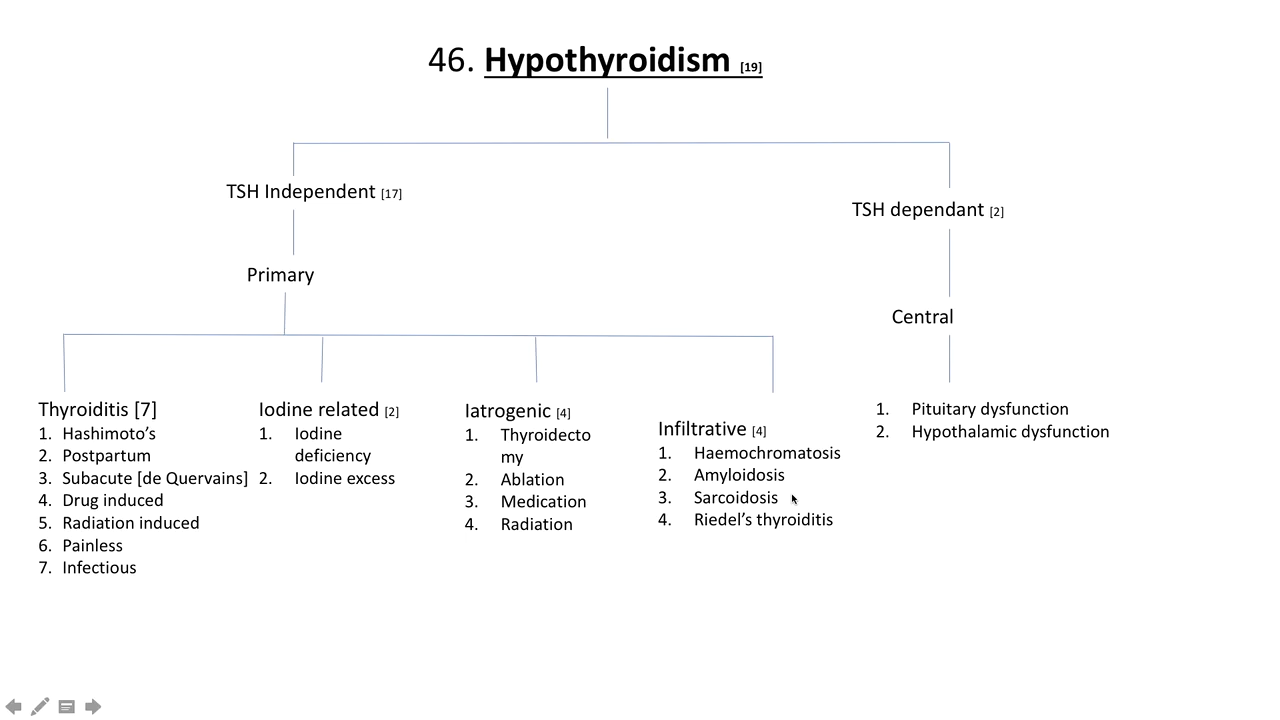 46. Hypothyroidism [19]
TSH Independent [17]
TSH dependant [2]
Primary
Central
Thyroiditis [7]
1. Hashimoto’s
2. Postpartum
3. Subacute [de Quervains]
4. Drug induced
5. Radiation induced
6. Painless
7. Infectious
Iodine related [2]
1. Iodine
deficiency
2. Iodine excess
Iatrogenic [4]
1. Thyroidecto
my
2. Ablation
3. Medication
4. Radiation
Infiltrative [4]
1. Haemochromatosis
2. Amyloidosis
3. Sarcoidosis
4. Riedel’s thyroiditis
1. Pituitary dysfunction
2. Hypothalamic dysfunction